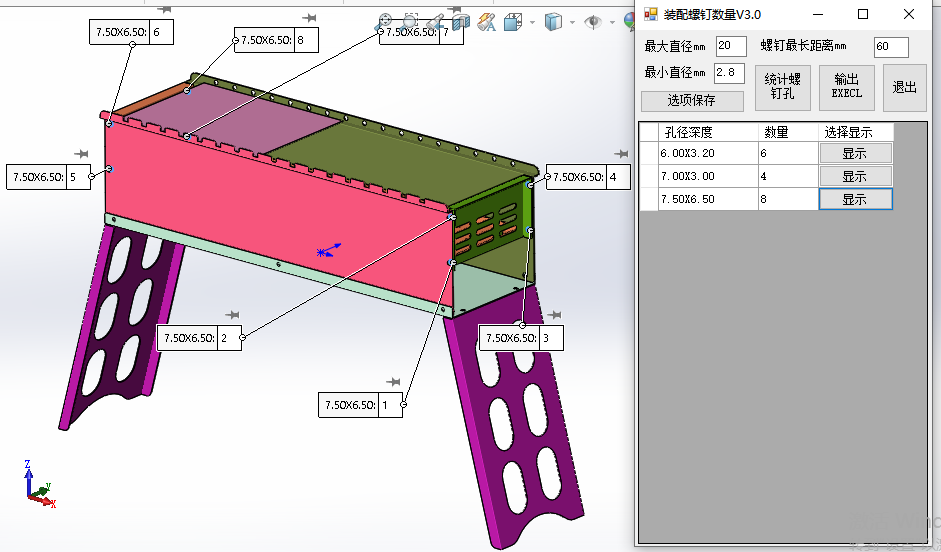 7.50X6.50: 6
7.50X6.50: 8
7.50X6.50: 7
7.50X6.50: 5
7.50X6.50: 4
7.50X6.50: 2
7.50X6.50: 3
7.50X6.50: 1
Z
Y
X
装配螺钉数量V3.0
最大直径mm 20 螺钉最长距离mm 60
最小直径mm 2.8
选项保存
统计螺
钉孔
输出
EXECL
退出
孔径深度 数量 选择显示
6.00X3.20 6 显示
7.00X3.00 4 显示
7.50X6.50 8 显示